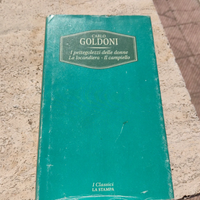 CARLO
GOLDONI
I pettegolezzi delle donne
La locandiera - Il campiello
I Classici
LA STAMPA